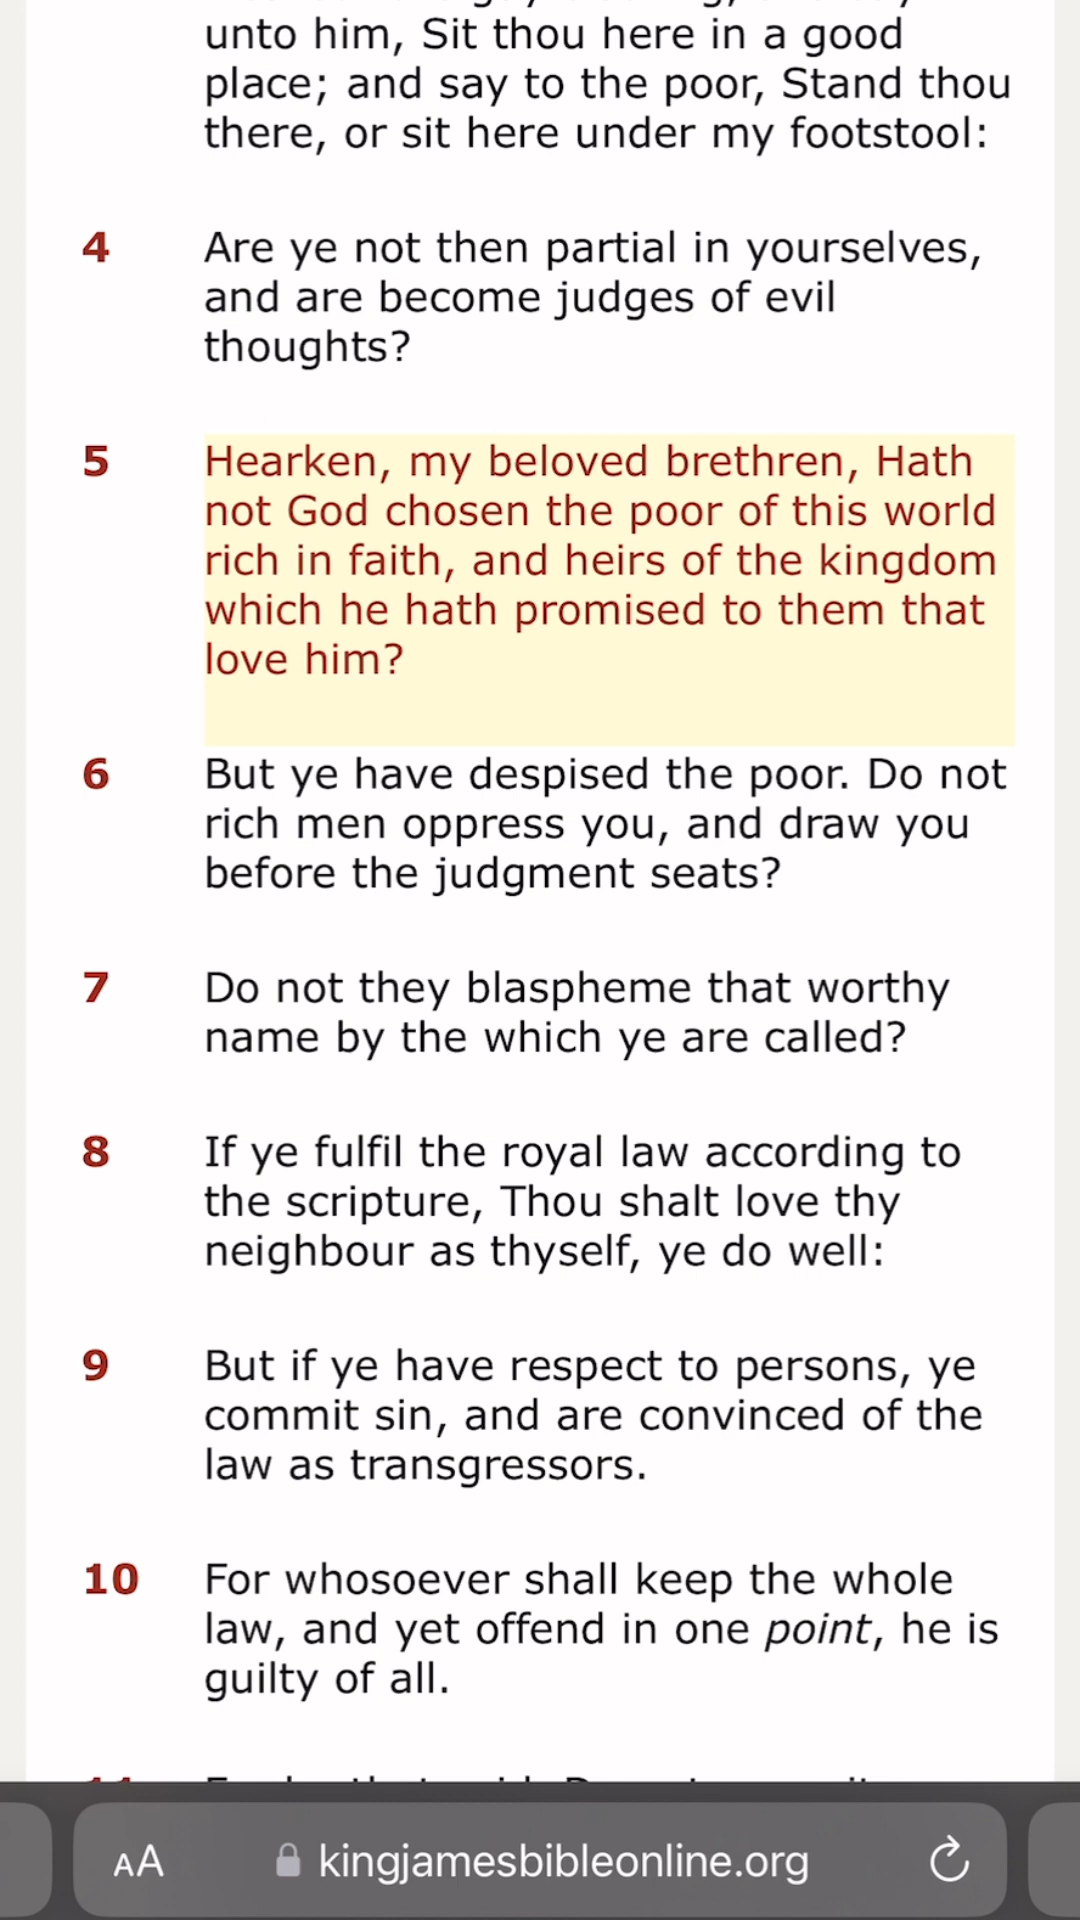 unto him, Sit thou here in a good
place; and say to the poor, Stand thou
there, or sit here under my footstool:
4 Are ye not then partial in yourselves,
and are become judges of evil
thoughts?
5 Hearken, my beloved brethren, Hath
not God chosen the poor of this world
rich in faith, and heirs of the kingdom
which he hath promised to them that
love him?
6 But ye have despised the poor. Do not
rich men oppress you, and draw you
before the judgment seats?
7 Do not they blaspheme that worthy
name by the which ye are called?
8 If ye fulfil the royal law according to
the scripture, Thou shalt love thy
neighbour as thyself, ye do well:
9 But if ye have respect to persons, ye
commit sin, and are convinced of the
law as transgressors.
10 For whosoever shall keep the whole
law, and yet offend in one point, he is
guilty of all.
AA kingjamesbibleonline.org